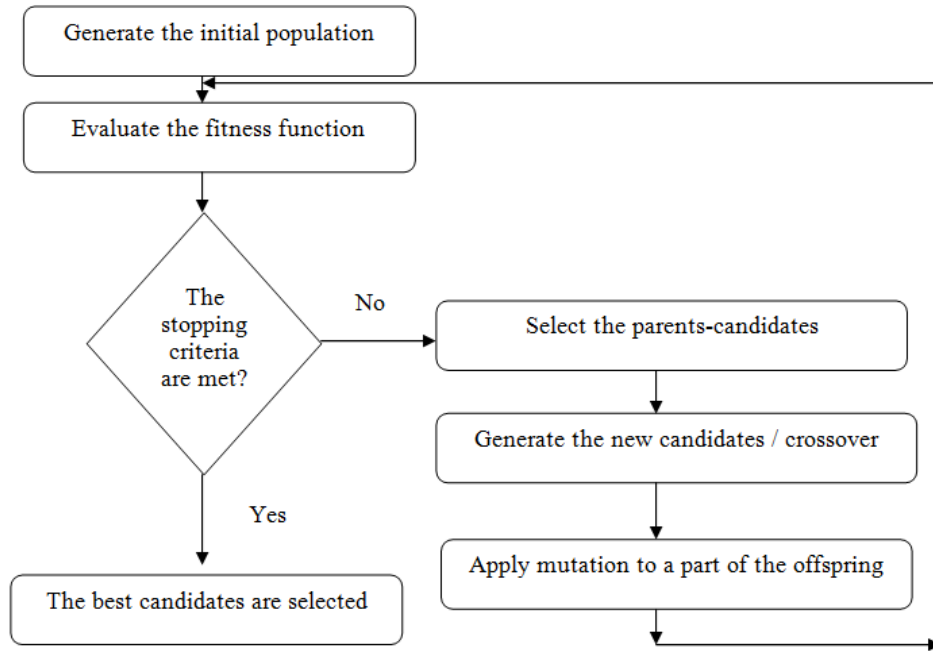 Generate the initial population
Evaluate the fitness function
The
stopping
criteria
are met?
No
Select the parents-candidates
Generate the new candidates / crossover
Yes
Apply mutation to a part of the offspring
The best candidates are selected